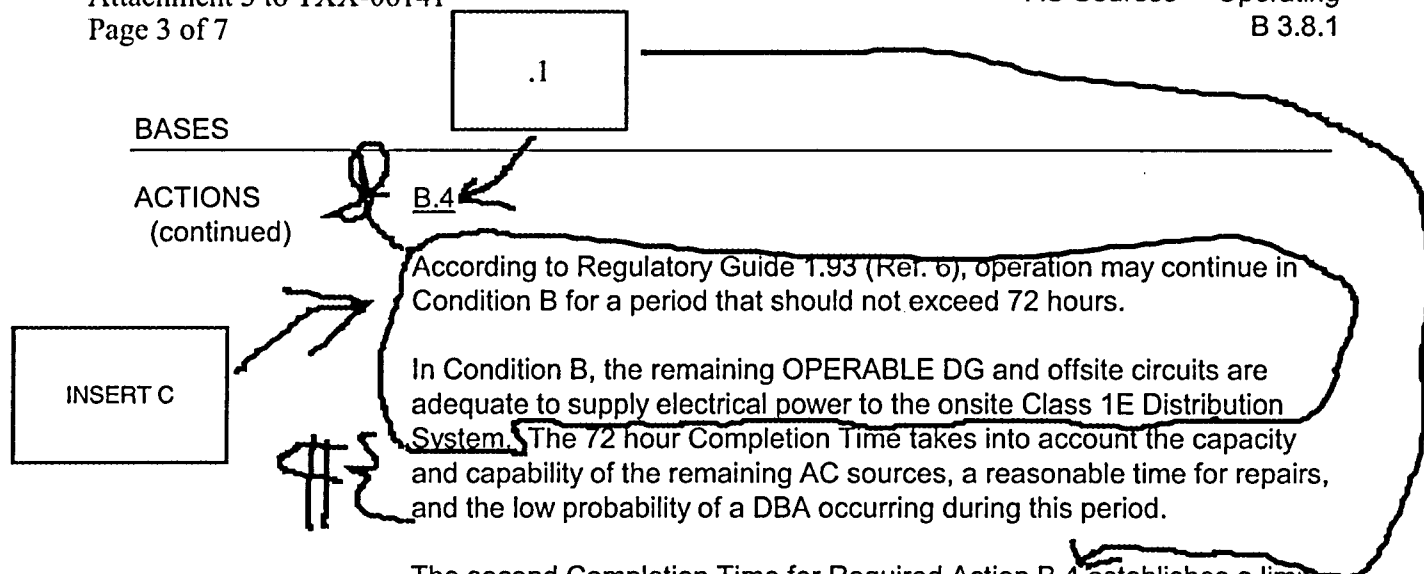 Attachment 3 to TXX-06141
AC Sources -- Operating
Page 3 of 7
B 3.8.1
.1
BASES
ACTIONS
(continued)
B.4
According to Regulatory Guide 1.93 (Ref. 6), operation may continue in
Condition B for a period that should not exceed 72 hours.
INSERT C
In Condition B, the remaining OPERABLE DG and offsite circuits are
adequate to supply electrical power to the onsite Class 1E Distribution
System. The 72 hour Completion Time takes into account the capacity
and capability of the remaining AC sources, a reasonable time for repairs,
and the low probability of a DBA occurring during this period.
The second Completion Time for Required Action B.4 establishes a limit